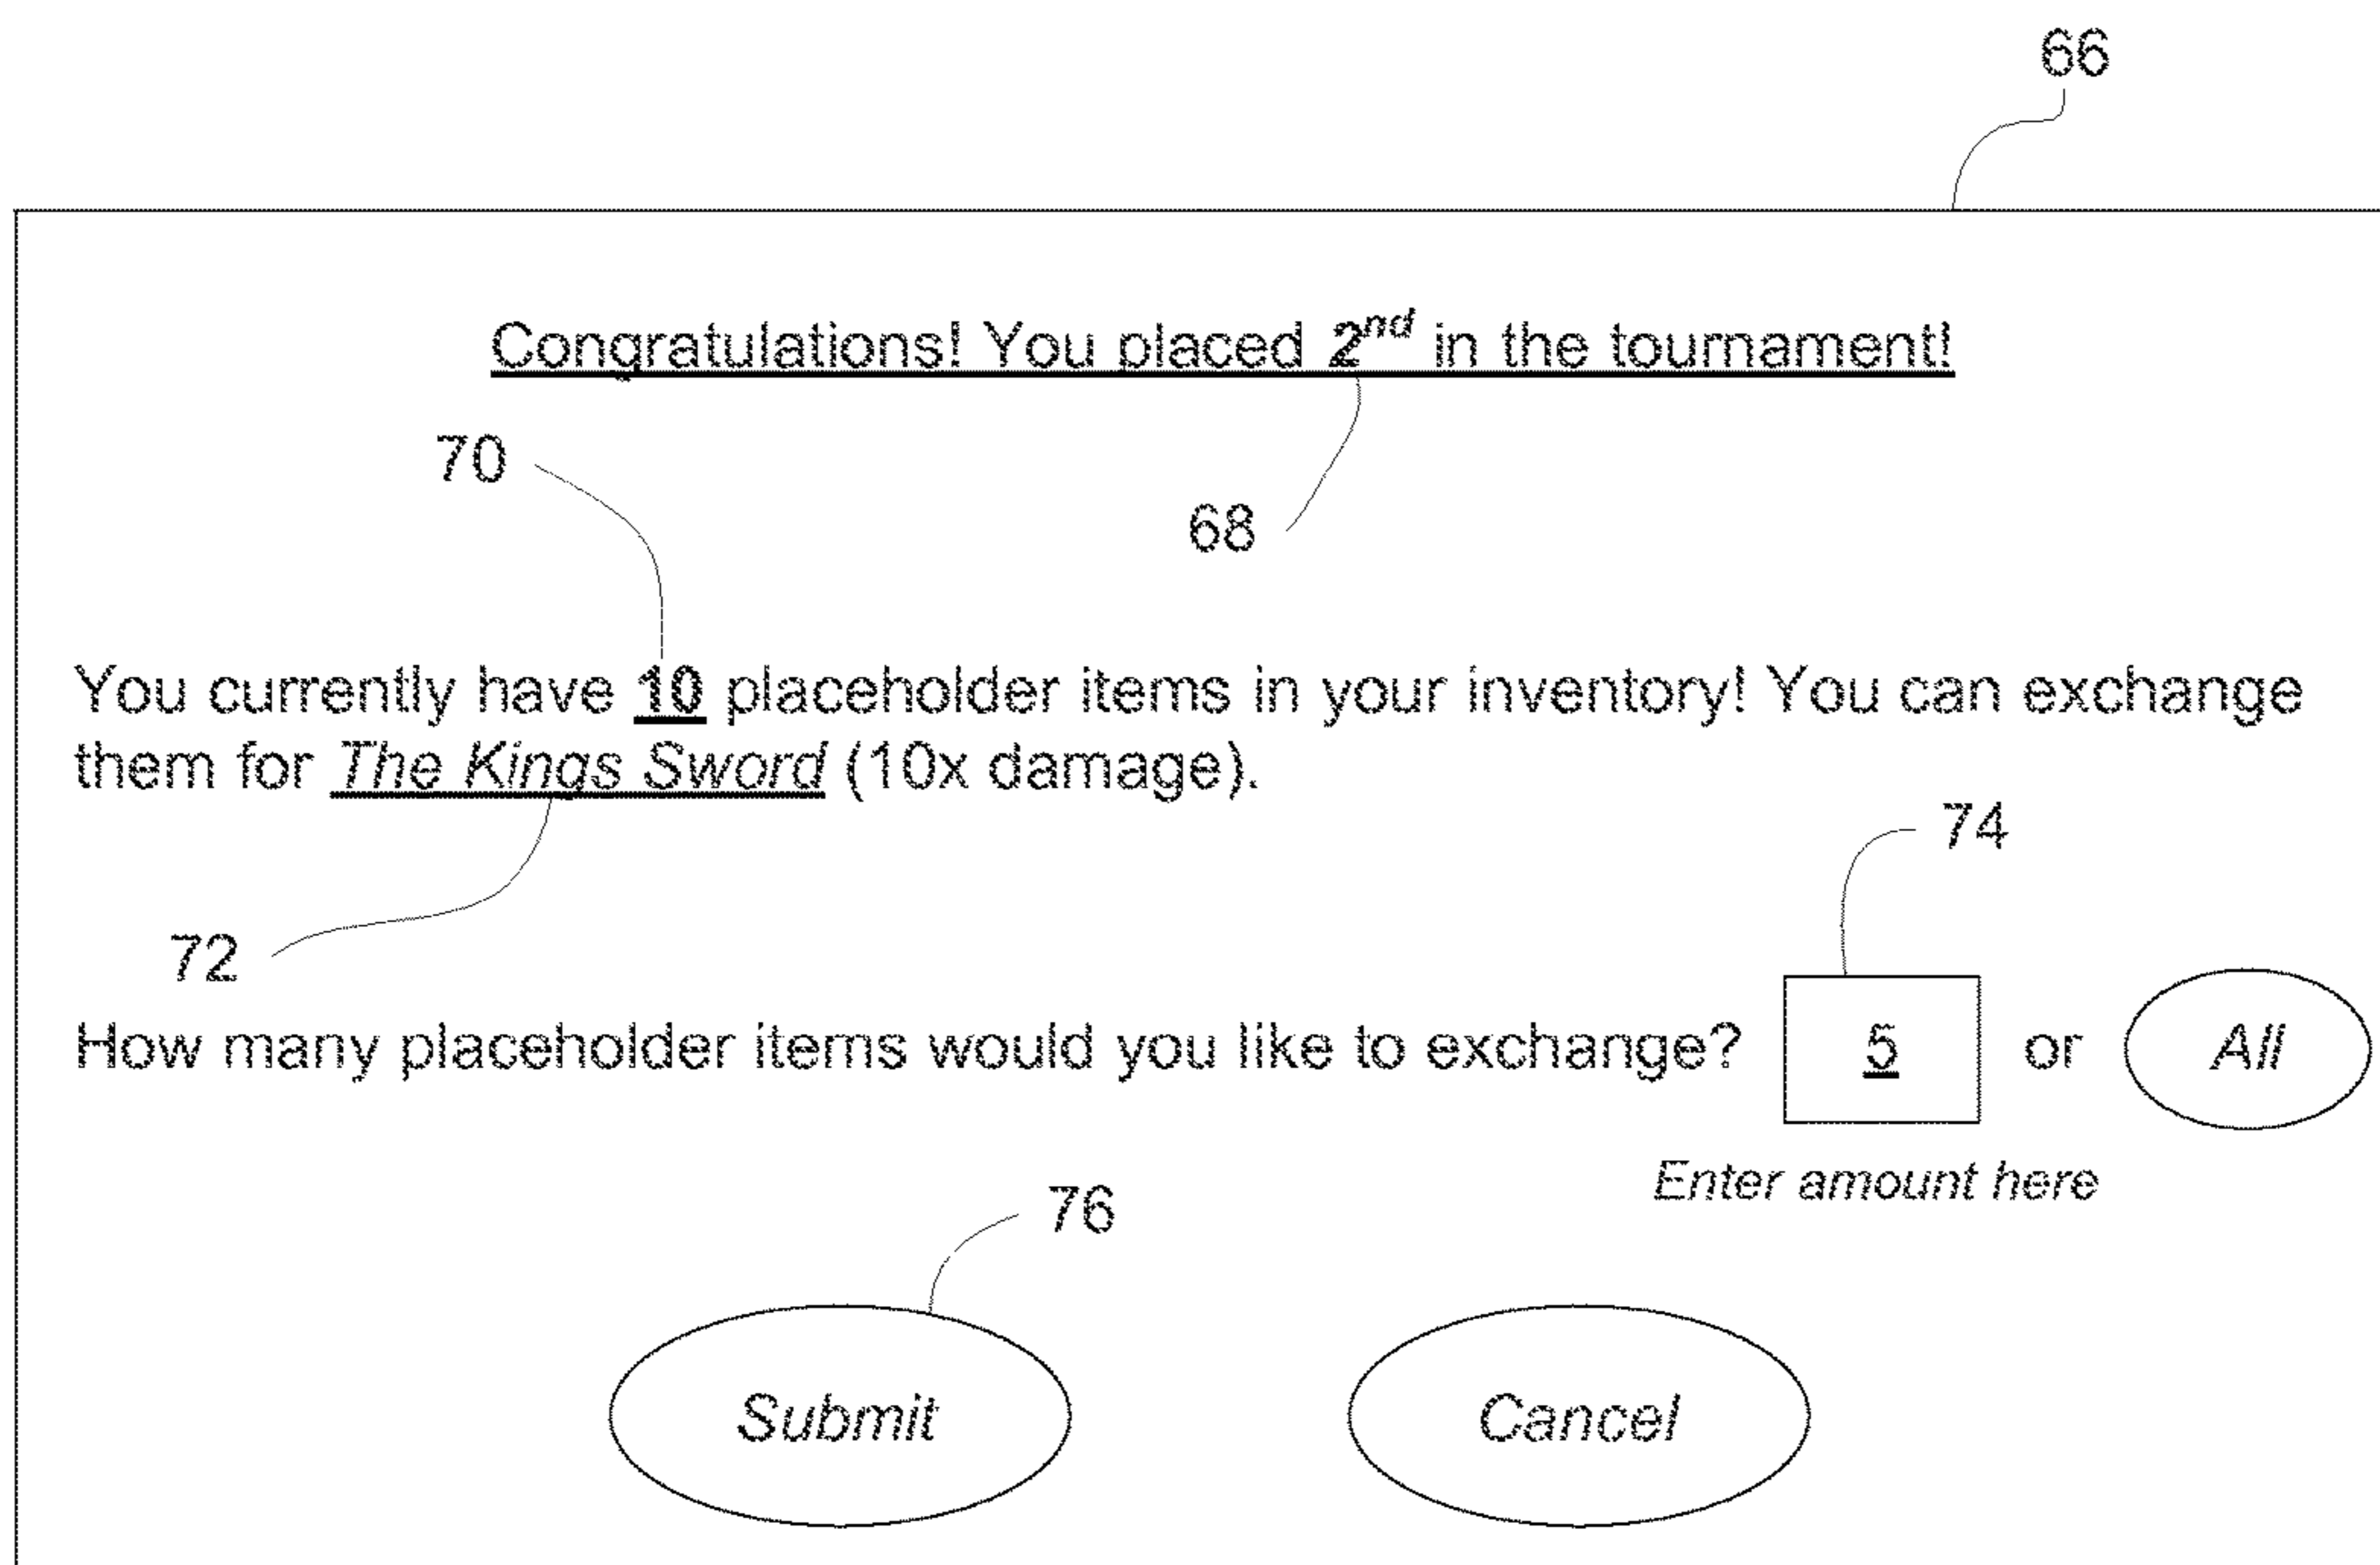 66
Congratulations! You placed 2nd in the tournament!
70
68
You currently have 10 placeholder items in your inventory! You can exchange
them for The Kings Sword (10x damage).
74
72
How many placeholder items would you like to exchange? 5 or All
Enter amount here
76
Submit Cancel